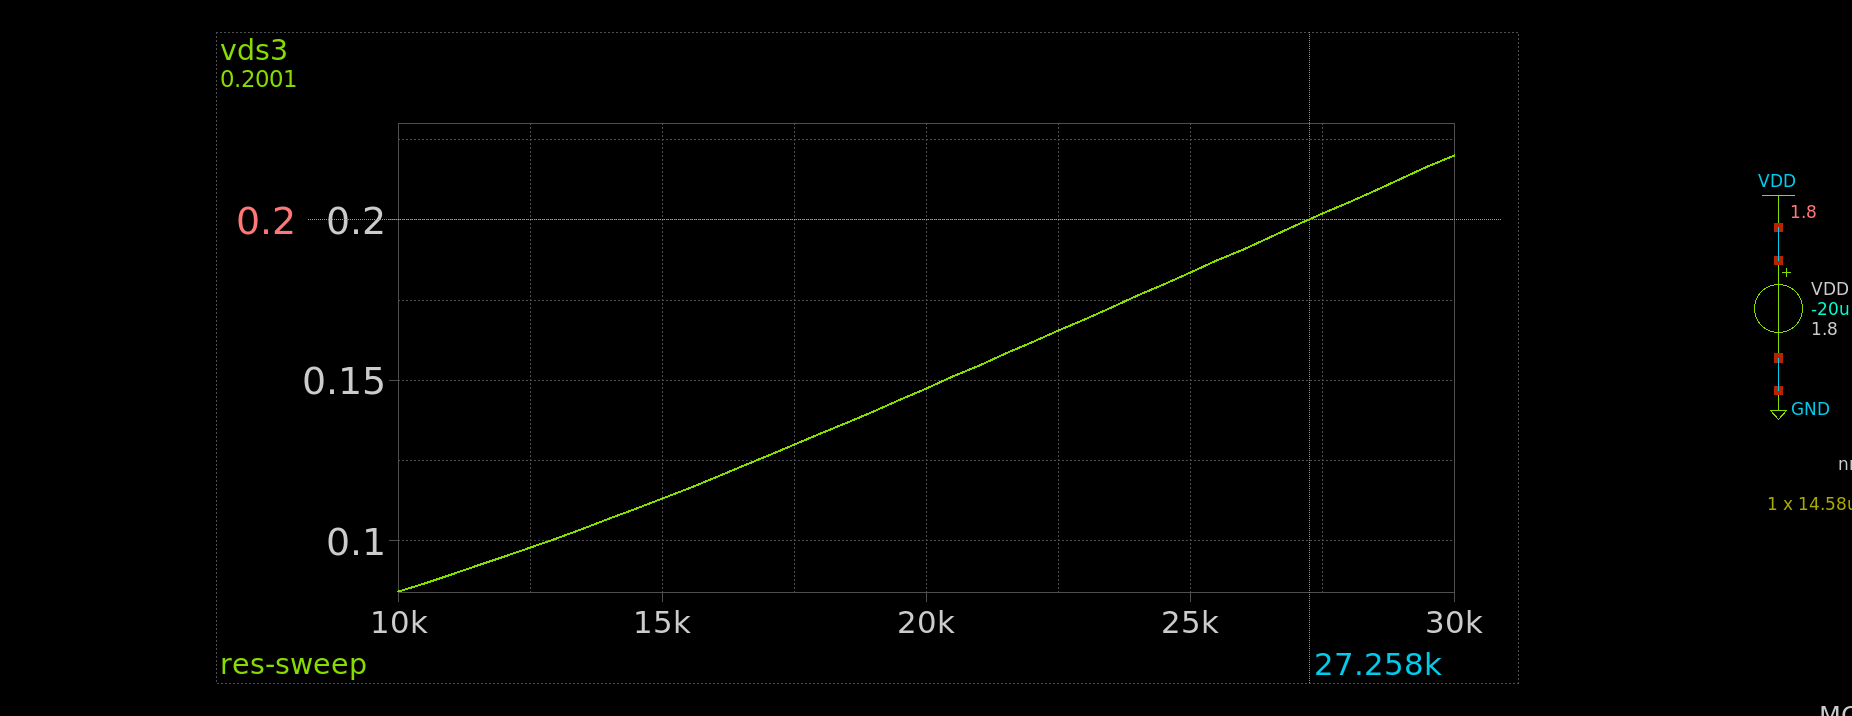 vds3
0.2001
0.2
0.2
0.15
0.1
10k
15k
20k
25k
30k
res-sweep
27.258k
VDD
1.8
+
VDD
-20u
1.8
GND
1 x 14.58u